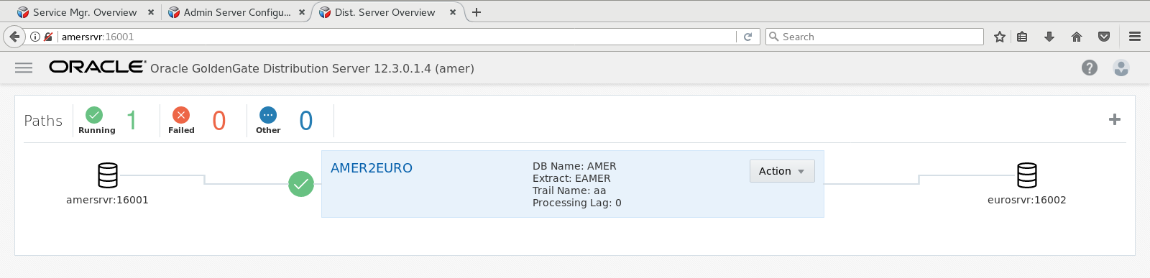 Service Mgr. Overview
Admin Server Configu...
Dist. Server Overview
amersrvr:16001
Search
ORACLE Oracle GoldenGate Distribution Server 12.3.0.1.4 (amer)
Paths
Running
1
Failed
0
Other
0
AMER2EURO
DB Name: AMER
Extract: EAMER
Trail Name: aa
Processing Lag: 0
Action
amersrvr:16001
eurosrvr:16002